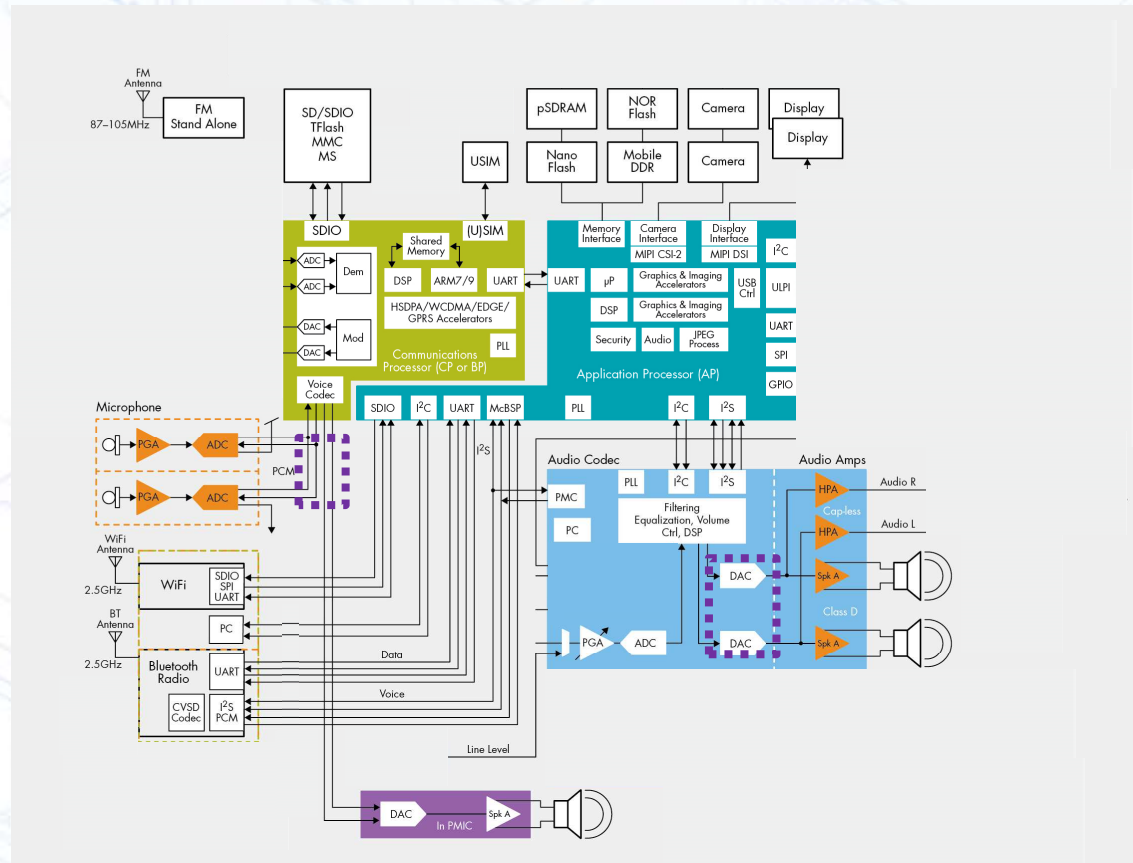 FM
Antenna
87–105MHz
FM
Stand Alone
SD/SDIO
TFlash
MMC
MS
USIM
pSDRAM
NOR
Flash
Camera
Display
Display
Nano
Flash
Mobile
DDR
Camera
SDIO
(U)SIM
Shared
Memory
ADC
ADC
Dem
DSP
ARM7/9
UART
HSDPA/WCDMA/EDGE/
GPRS Accelerators
DAC
DAC
Mod
PLL
Communications
Processor (CP or BP)
Voice
Codec
Memory
Interface
Camera
Interface
MIPI CSI-2
Display
Interface
MIPI DSI
I²C
UART
µP
Graphics & Imaging
Accelerators
USB
Ctrl
ULPI
DSP
Graphics & Imaging
Accelerators
UART
Security
Audio
JPEG
Process
SPI
Application Processor (AP)
GPIO
SDIO
I²C
UART
McBSP
PLL
I²C
I²S
Microphone
PGA
ADC
PCM
PGA
ADC
I²S
Audio Codec
Audio Amps
PLL
I²C
I²S
PMC
PC
Filtering
Equalization, Volume
Ctrl, DSP
HPA
Audio R
Cap-less
HPA
Audio L
DAC
Spk A
Class D
PGA
ADC
DAC
Spk A
WiFi
Antenna
2.5GHz
WiFi
SDIO
SPI
UART
BT
Antenna
2.5GHz
PC
Bluetooth
Radio
UART
Data
CVSD
Codec
I²S
PCM
Voice
Line Level
DAC
Spk A
In PMIC